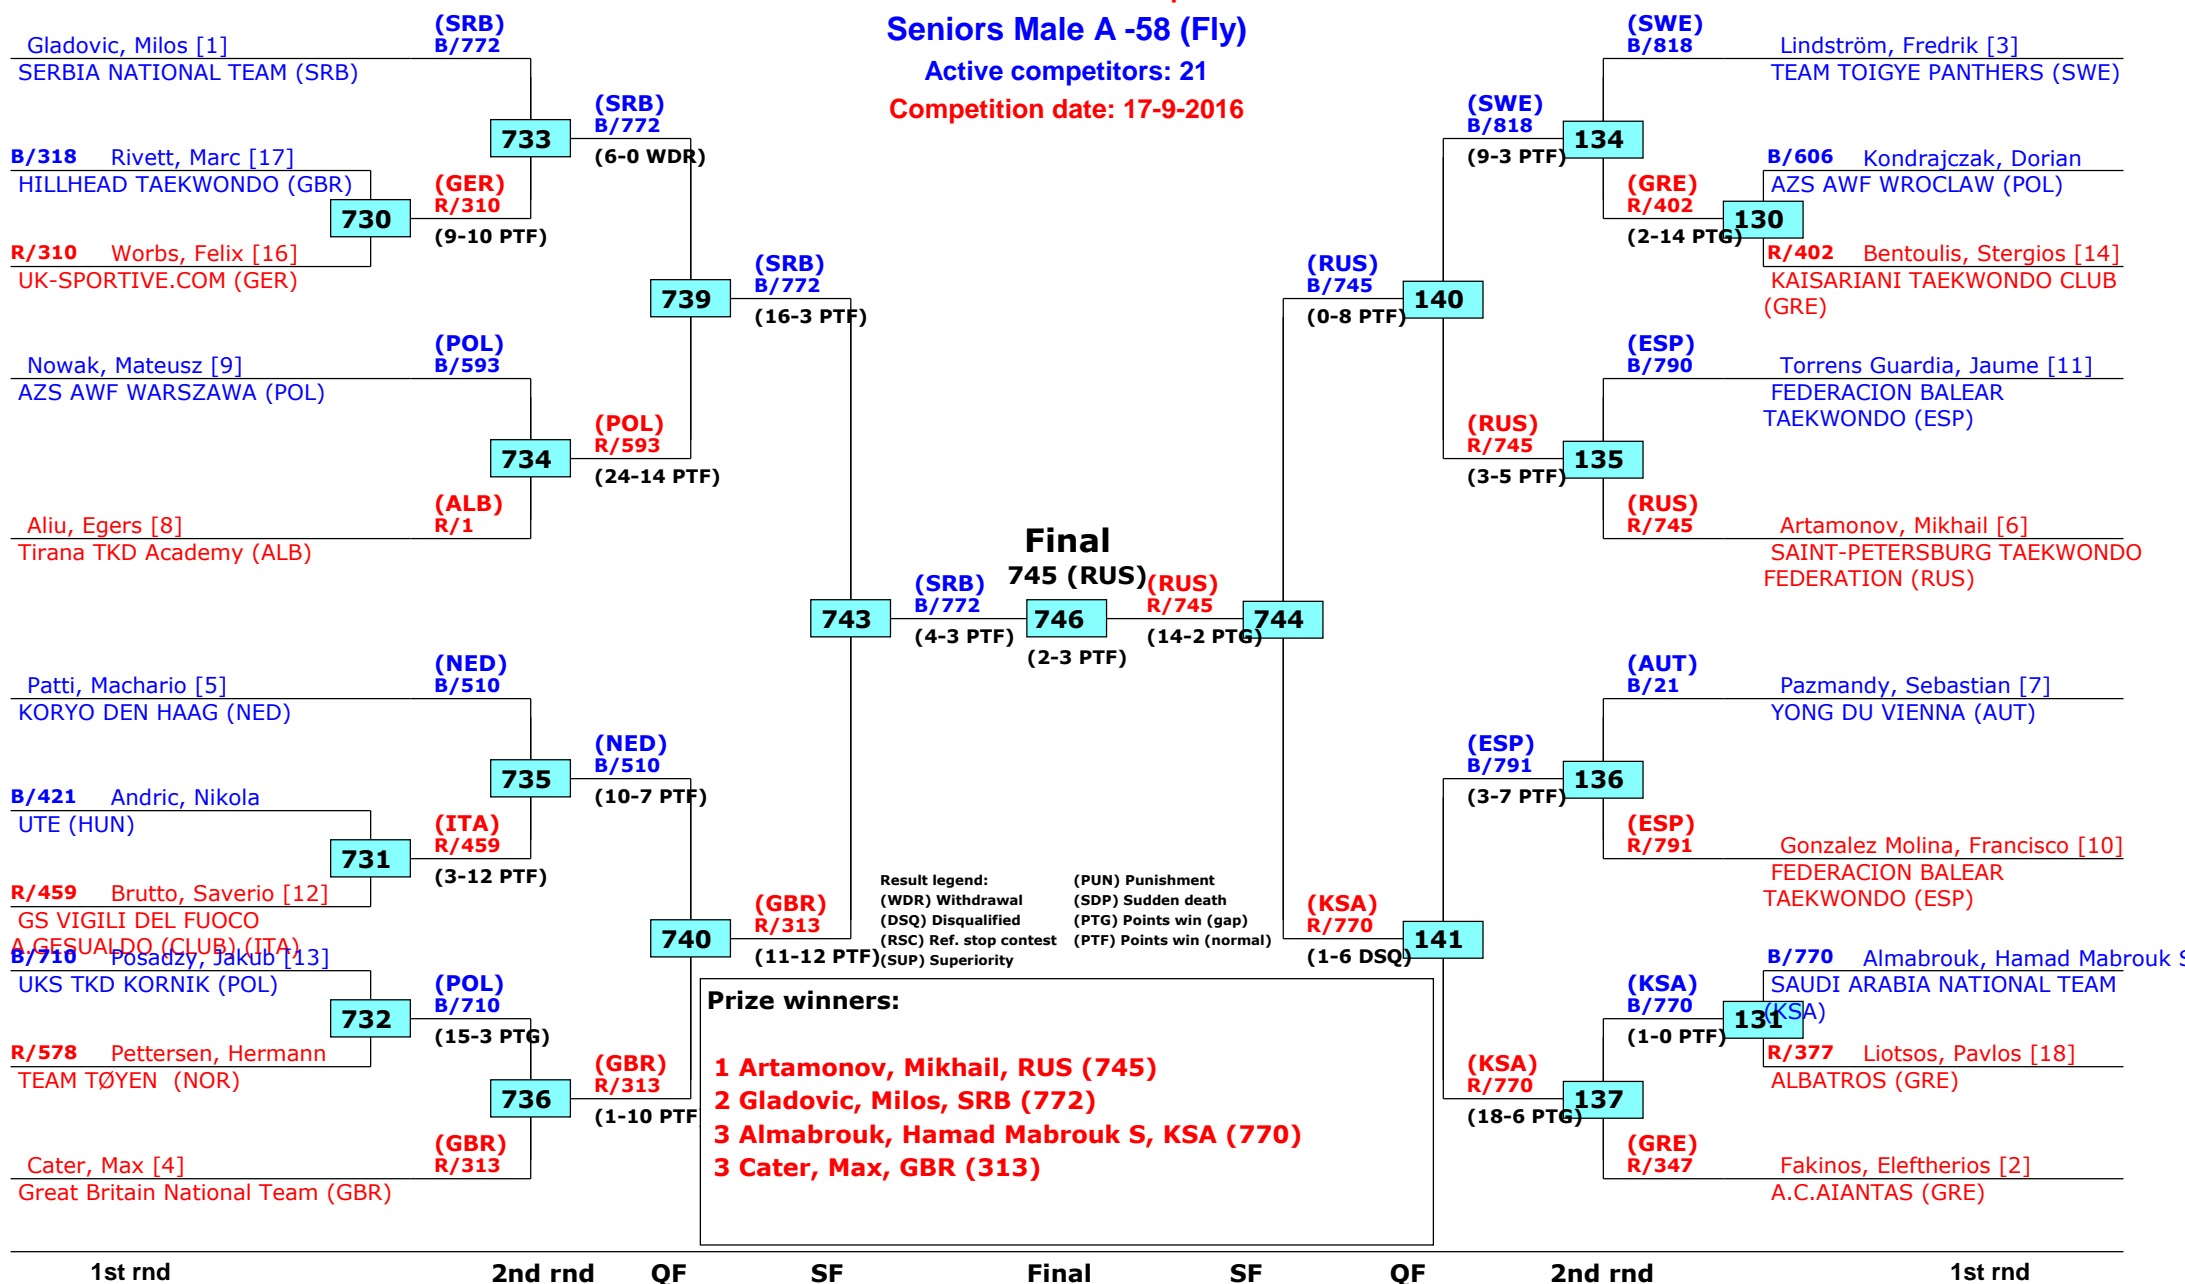 Seniors Male A -58 (Fly)
Active competitors: 21
Competition date: 17-9-2016
Gladovic, Milos [1]
SERBIA NATIONAL TEAM (SRB)
(SRB)
B/772
B/318 Rivett, Marc [17]
HILLHEAD TAEKWONDO (GBR)
730
R/310 Worbs, Felix [16]
UK-SPORTIVE.COM (GER)
(GER)
R/310
(9-10 PTF)
733
(SRB)
B/772
(6-0 WDR)
Nowak, Mateusz [9]
AZS AWF WARSZAWA (POL)
(POL)
B/593
734
Aliu, Egers [8]
Tirana TKD Academy (ALB)
(ALB)
R/1
(POL)
R/593
(24-14 PTF)
739
(SRB)
B/772
(16-3 PTF)
Patti, Machario [5]
KORYO DEN HAAG (NED)
(NED)
B/510
B/421 Andric, Nikola
UTE (HUN)
731
R/459 Brutto, Saverio [12]
GS VIGILI DEL FUOCO
A.GESUALDO (CLUB) (ITA)
(ITA)
R/459
(3-12 PTF)
735
(NED)
B/510
(10-7 PTF)
B/710 Posadzy, Jakub [13]
UKS TKD KORNIK (POL)
732
R/578 Pettersen, Hermann
TEAM TØYEN (NOR)
(POL)
B/710
(15-3 PTG)
736
Cater, Max [4]
Great Britain National Team (GBR)
(GBR)
R/313
(GBR)
R/313
(1-10 PTF
740
(GBR)
R/313
(11-12 PTF)
743
(SRB)
B/772
(4-3 PTF)
Final
745 (RUS)
746
(2-3 PTF)
(RUS)
R/745
(14-2 PTG)
744
(SWE)
B/818
Lindström, Fredrik [3]
TEAM TOIGYE PANTHERS (SWE)
(SWE)
B/818
(9-3 PTF)
134
B/606 Kondrajczak, Dorian
AZS AWF WROCLAW (POL)
(GRE)
R/402
(2-14 PTG)
130
R/402 Bentoulis, Stergios [14]
KAISARIANI TAEKWONDO CLUB
(GRE)
(RUS)
B/745
(0-8 PTF)
140
(ESP)
B/790
Torrens Guardia, Jaume [11]
FEDERACION BALEAR
TAEKWONDO (ESP)
(RUS)
R/745
(3-5 PTF)
135
(RUS)
R/745
Artamonov, Mikhail [6]
SAINT-PETERSBURG TAEKWONDO
FEDERATION (RUS)
(AUT)
B/21
Pazmandy, Sebastian [7]
YONG DU VIENNA (AUT)
(ESP)
B/791
(3-7 PTF)
136
(ESP)
R/791
Gonzalez Molina, Francisco [10]
FEDERACION BALEAR
TAEKWONDO (ESP)
(KSA)
R/770
(1-6 DSQ)
141
B/770 Almabrouk, Hamad Mabrouk S
SAUDI ARABIA NATIONAL TEAM
(KSA)
(KSA)
B/770
(1-0 PTF)
131
R/377 Liotsos, Pavlos [18]
ALBATROS (GRE)
(KSA)
R/770
(18-6 PTG)
137
(GRE)
R/347
Fakinos, Eleftherios [2]
A.C.AIANTAS (GRE)
Result legend:
(WDR) Withdrawal
(DSQ) Disqualified
(RSC) Ref. stop contest
(SUP) Superiority
(PUN) Punishment
(SDP) Sudden death
(PTG) Points win (gap)
(PTF) Points win (normal)
Prize winners:
1 Artamonov, Mikhail, RUS (745)
2 Gladovic, Milos, SRB (772)
3 Almabrouk, Hamad Mabrouk S, KSA (770)
3 Cater, Max, GBR (313)
1st rnd 2nd rnd QF SF Final SF QF 2nd rnd 1st rnd